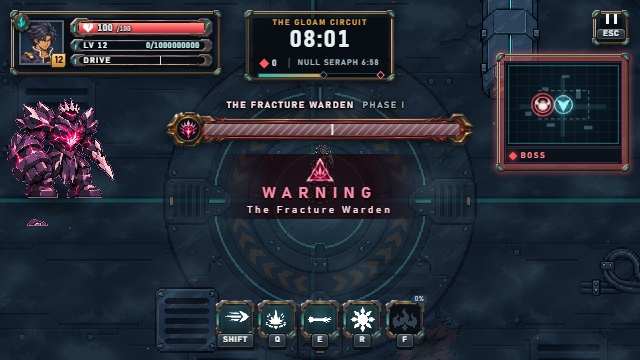 100 /100
LV 12 0/1000000000
DRIVE
12
THE GLOAM CIRCUIT
08:01
0 NULL SERAPH 6:58
ESC
THE FRACTURE WARDEN PHASE I
BOSS
WARNING
The Fracture Warden
0%
SHIFT Q E R F